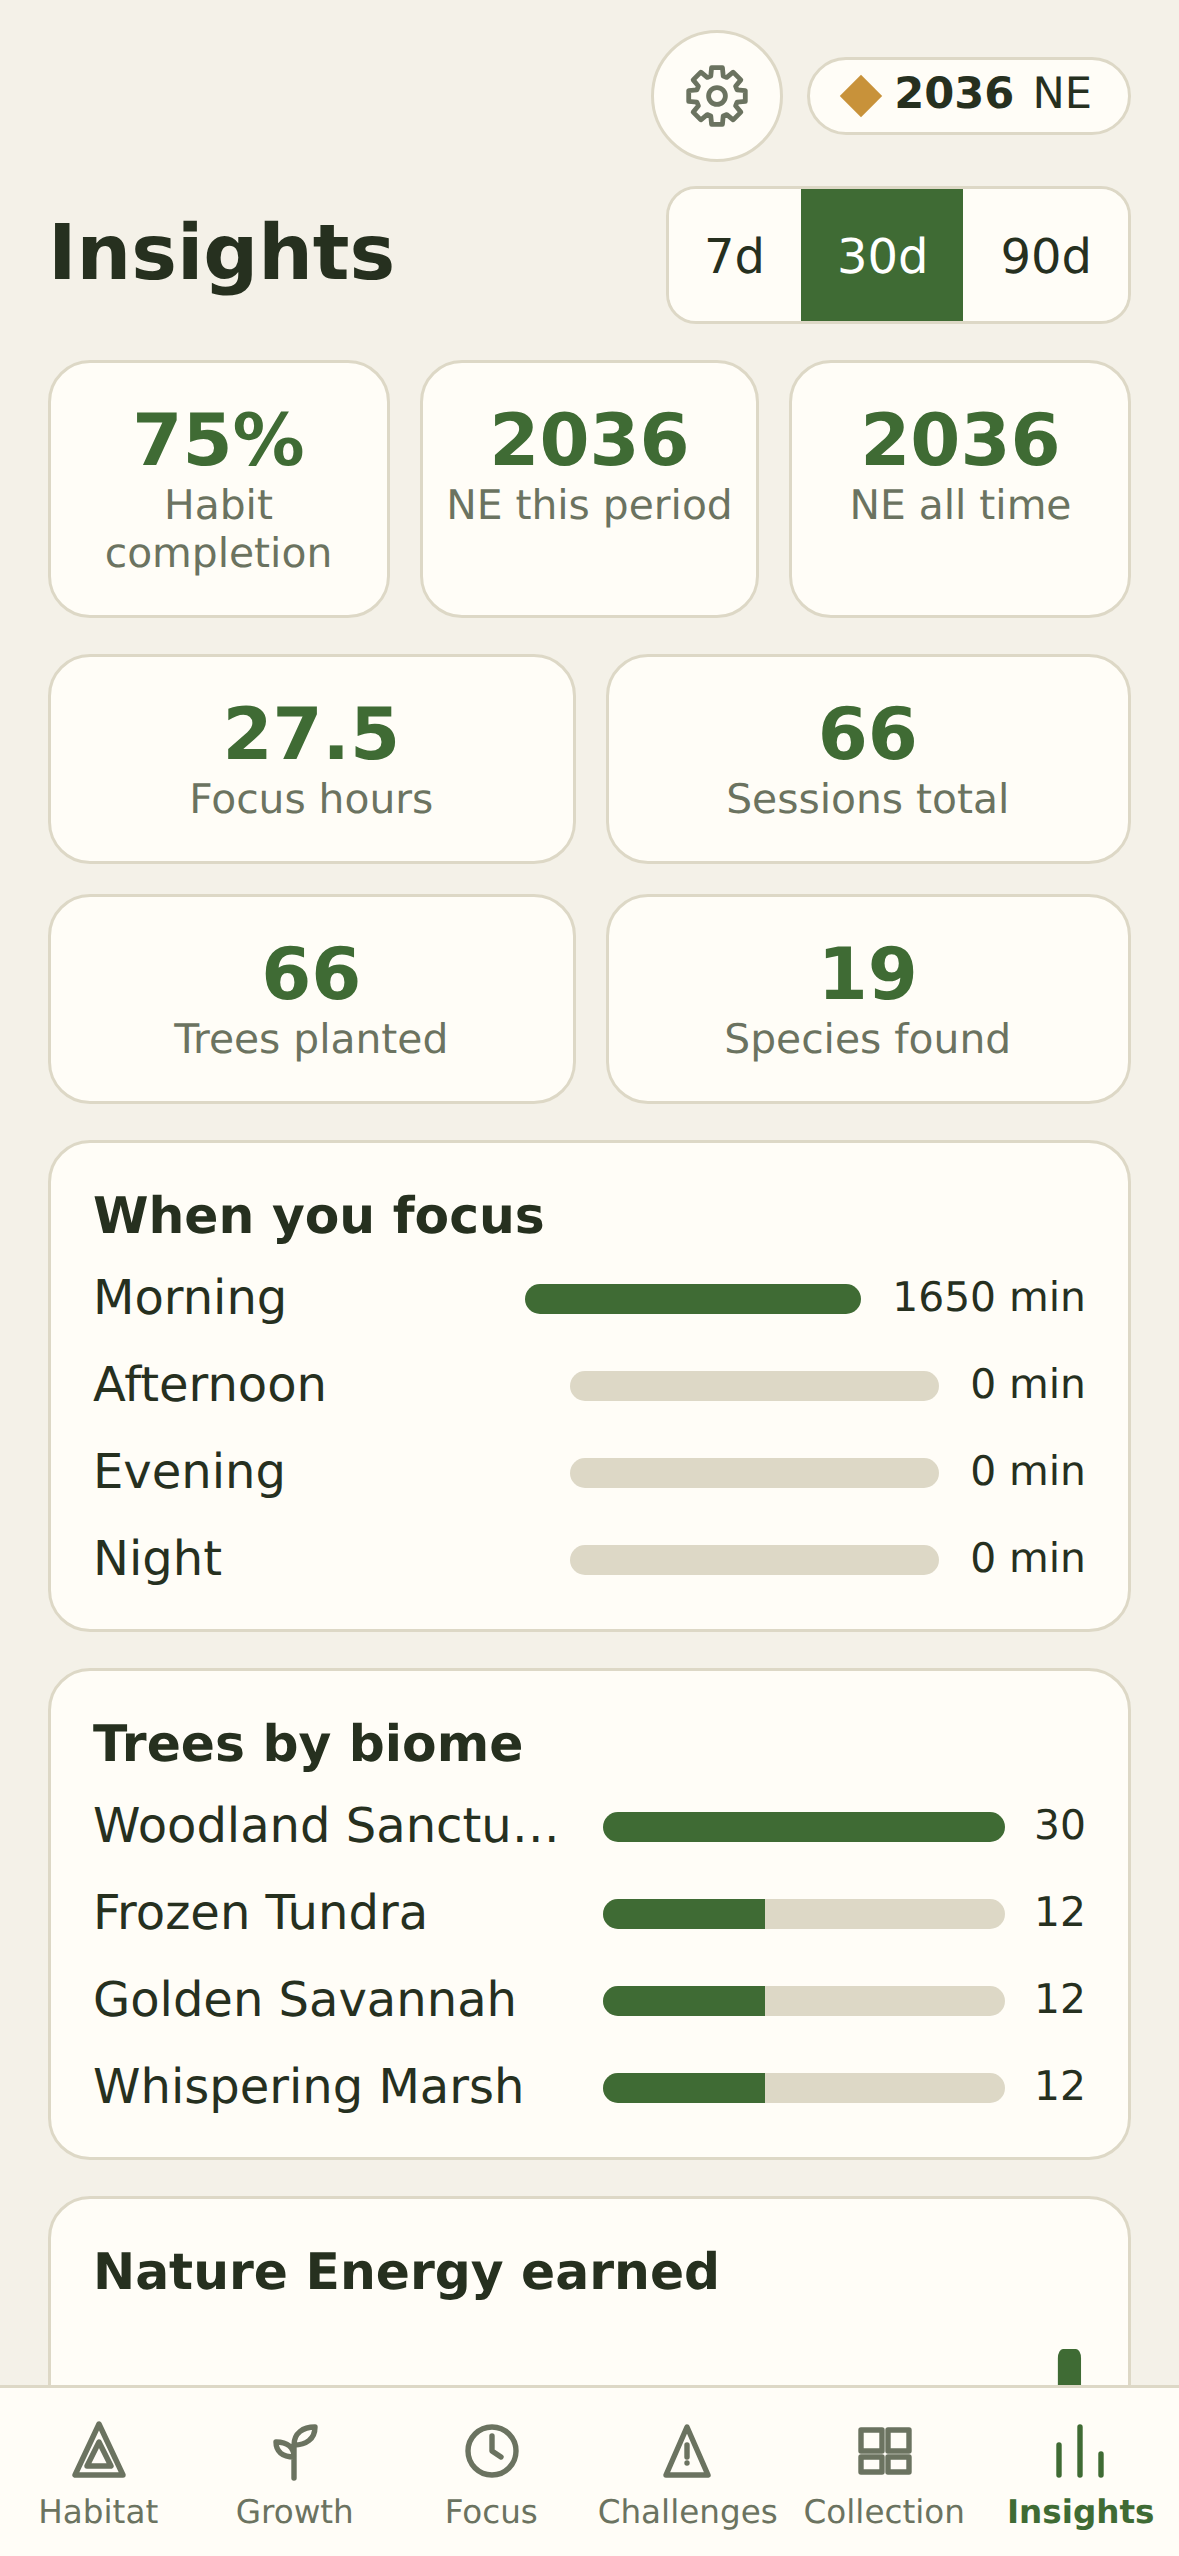 2036 NE
Insights
7d 30d 90d
75%
Habit
completion
2036
NE this period
2036
NE all time
27.5
Focus hours
66
Sessions total
66
Trees planted
19
Species found
When you focus
Morning 1650 min
Afternoon 0 min
Evening 0 min
Night 0 min
Trees by biome
Woodland Sanctu... 30
Frozen Tundra 12
Golden Savannah 12
Whispering Marsh 12
Nature Energy earned
Habitat Growth Focus Challenges Collection Insights